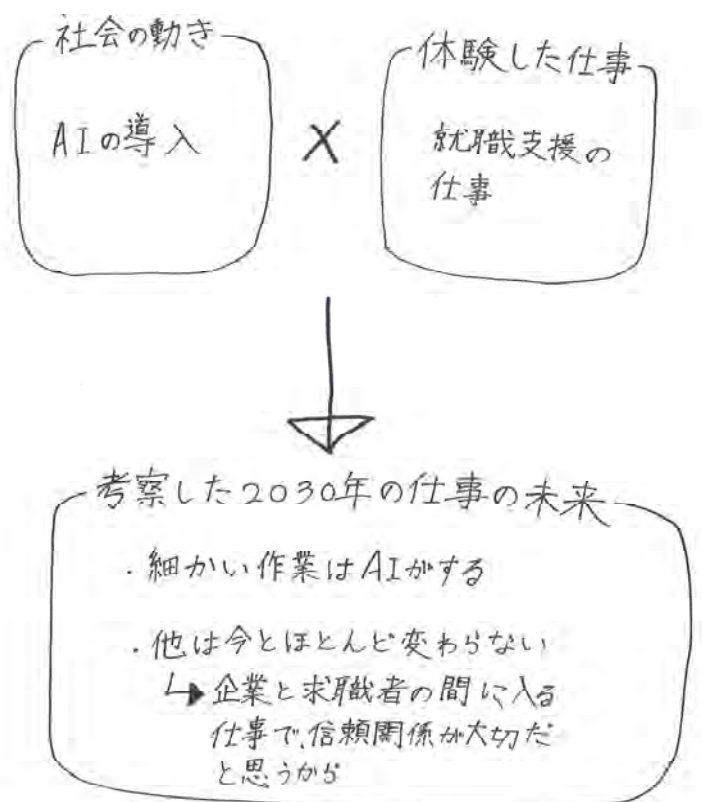 社会の動き
AIの導入
×
体験した仕事
就職支援の
仕事
考察した2030年の仕事の未来
・細かい作業はAIがする
・他は今とほとんど変わらない
↳企業と求職者の間に入る
仕事で、信頼関係が大切だ
と思うから